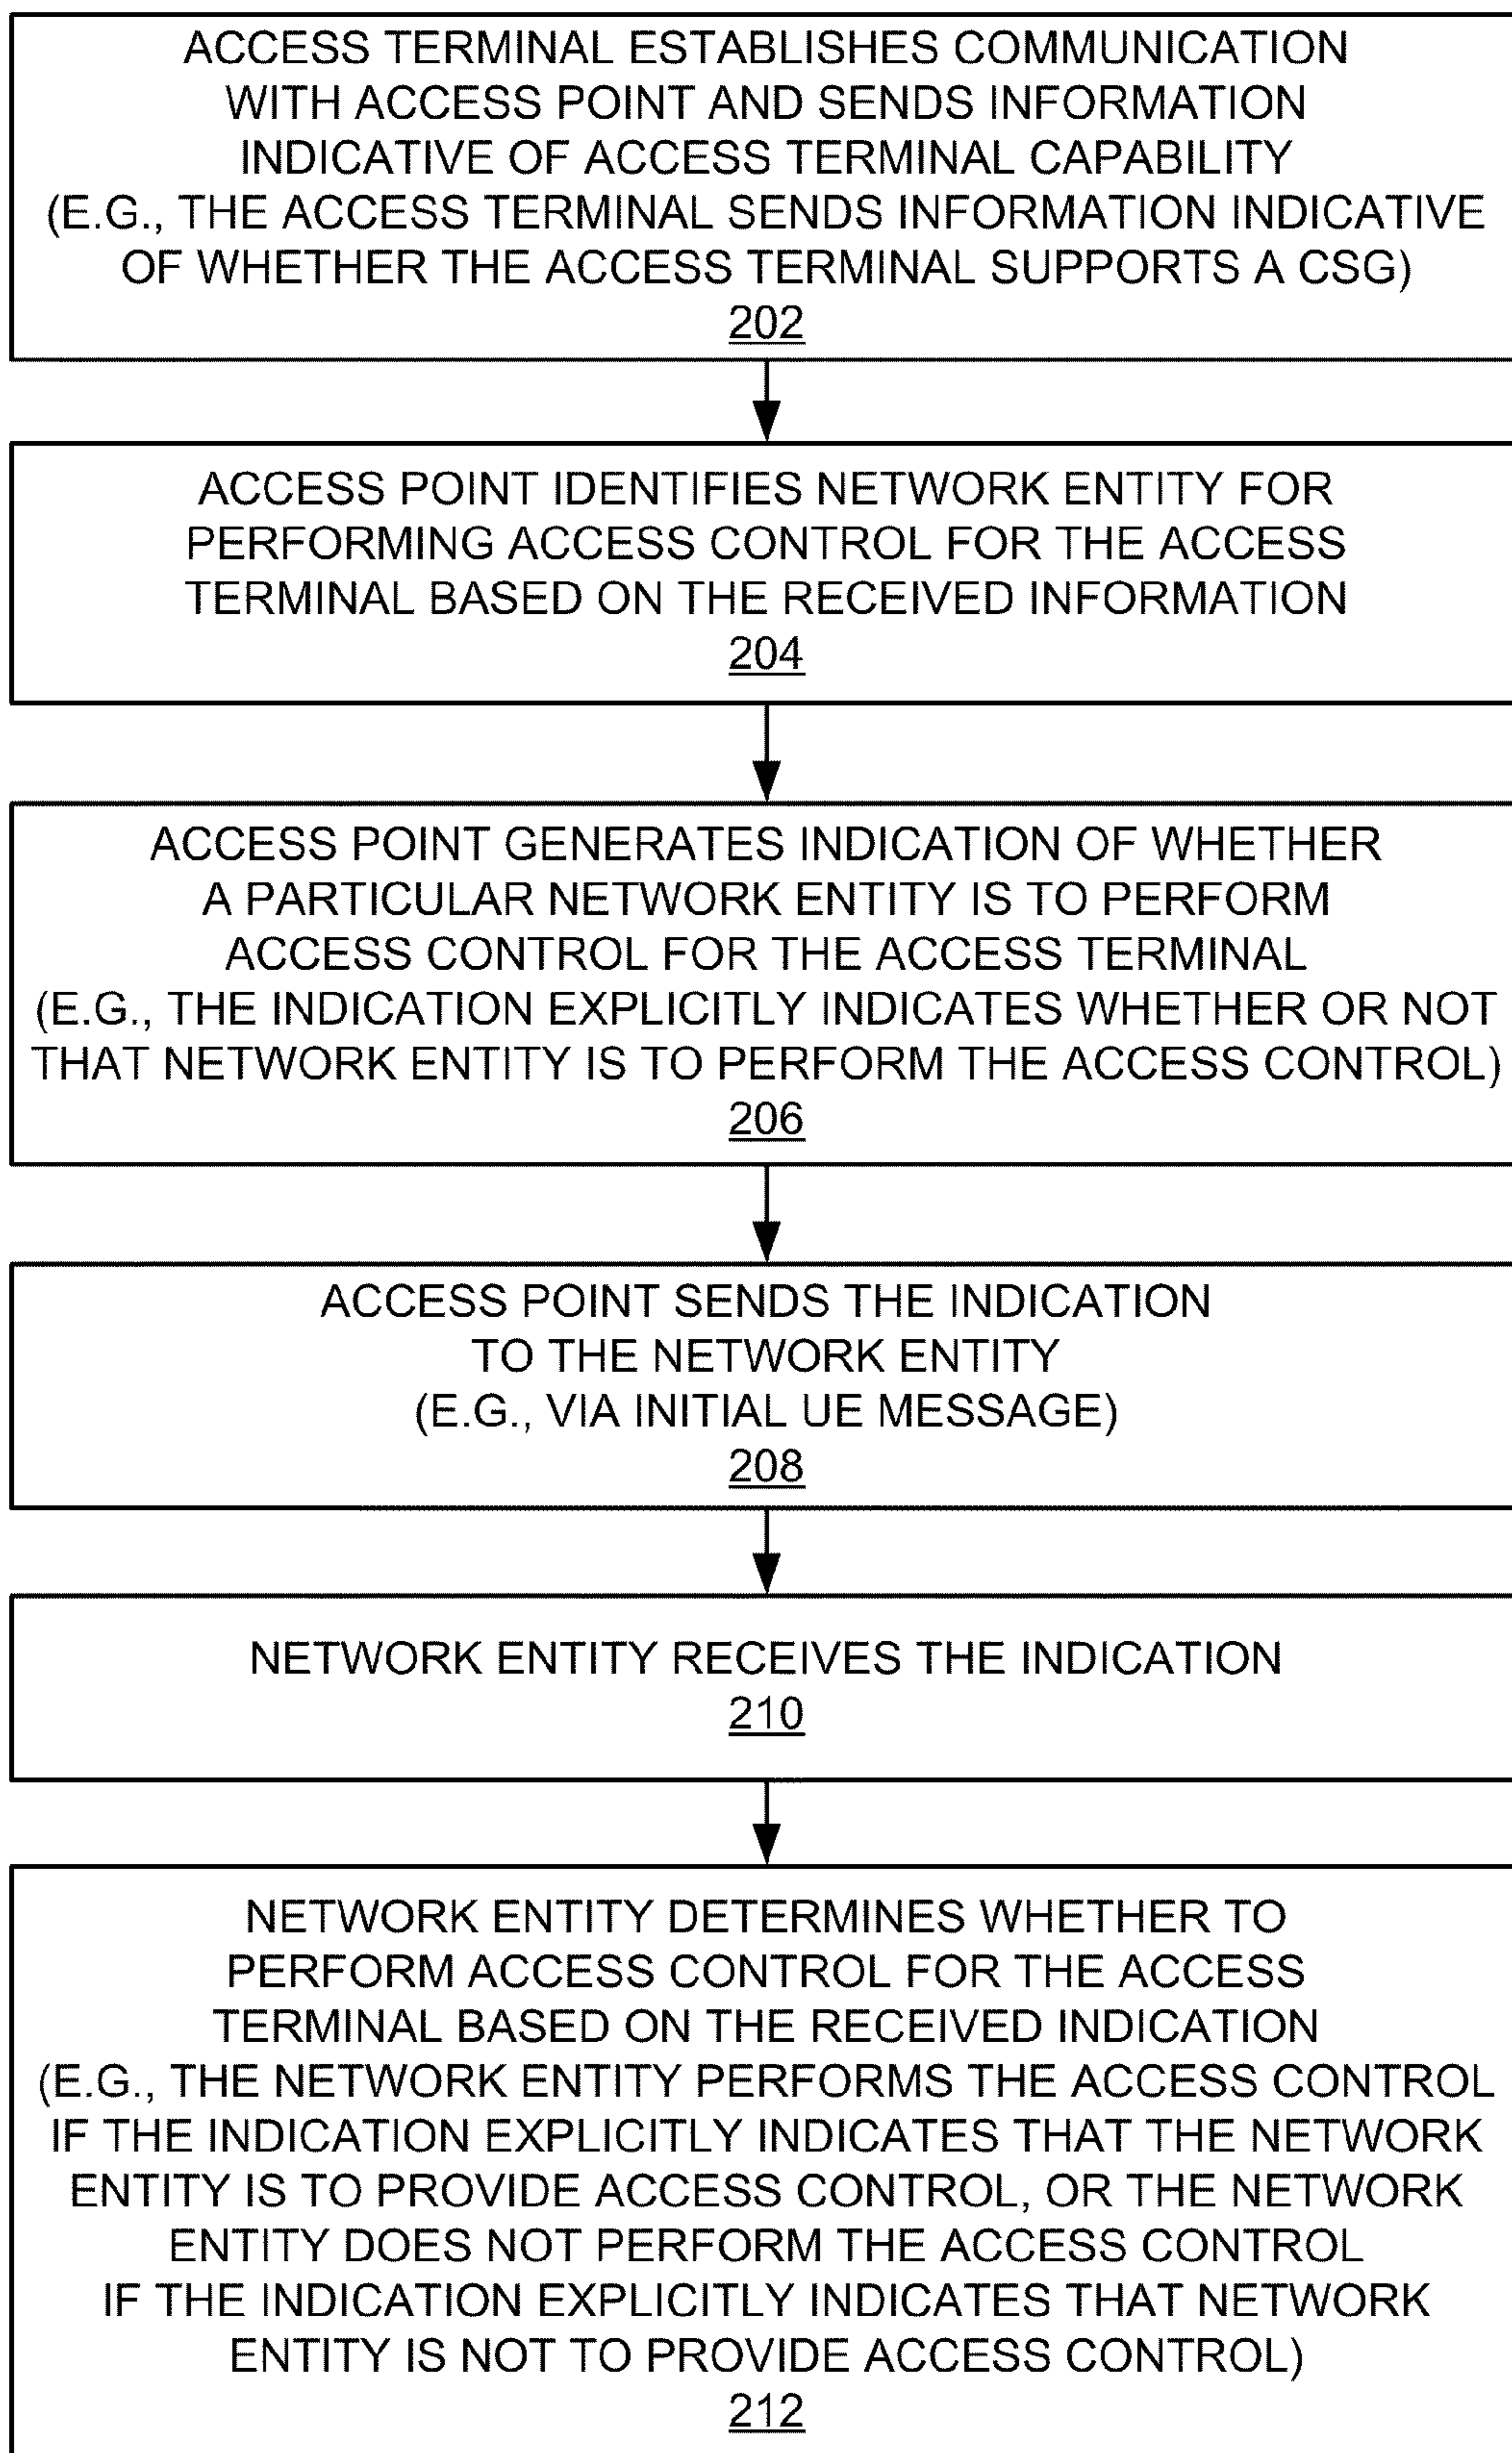 ACCESS TERMINAL ESTABLISHES COMMUNICATION
WITH ACCESS POINT AND SENDS INFORMATION
INDICATIVE OF ACCESS TERMINAL CAPABILITY
(E.G., THE ACCESS TERMINAL SENDS INFORMATION INDICATIVE
OF WHETHER THE ACCESS TERMINAL SUPPORTS A CSG)
202
ACCESS POINT IDENTIFIES NETWORK ENTITY FOR
PERFORMING ACCESS CONTROL FOR THE ACCESS
TERMINAL BASED ON THE RECEIVED INFORMATION
204
ACCESS POINT GENERATES INDICATION OF WHETHER
A PARTICULAR NETWORK ENTITY IS TO PERFORM
ACCESS CONTROL FOR THE ACCESS TERMINAL
(E.G., THE INDICATION EXPLICITLY INDICATES WHETHER OR NOT
THAT NETWORK ENTITY IS TO PERFORM THE ACCESS CONTROL)
206
ACCESS POINT SENDS THE INDICATION
TO THE NETWORK ENTITY
(E.G., VIA INITIAL UE MESSAGE)
208
NETWORK ENTITY RECEIVES THE INDICATION
210
NETWORK ENTITY DETERMINES WHETHER TO
PERFORM ACCESS CONTROL FOR THE ACCESS
TERMINAL BASED ON THE RECEIVED INDICATION
(E.G., THE NETWORK ENTITY PERFORMS THE ACCESS CONTROL
IF THE INDICATION EXPLICITLY INDICATES THAT THE NETWORK
ENTITY IS TO PROVIDE ACCESS CONTROL, OR THE NETWORK
ENTITY DOES NOT PERFORM THE ACCESS CONTROL
IF THE INDICATION EXPLICITLY INDICATES THAT NETWORK
ENTITY IS NOT TO PROVIDE ACCESS CONTROL)
212